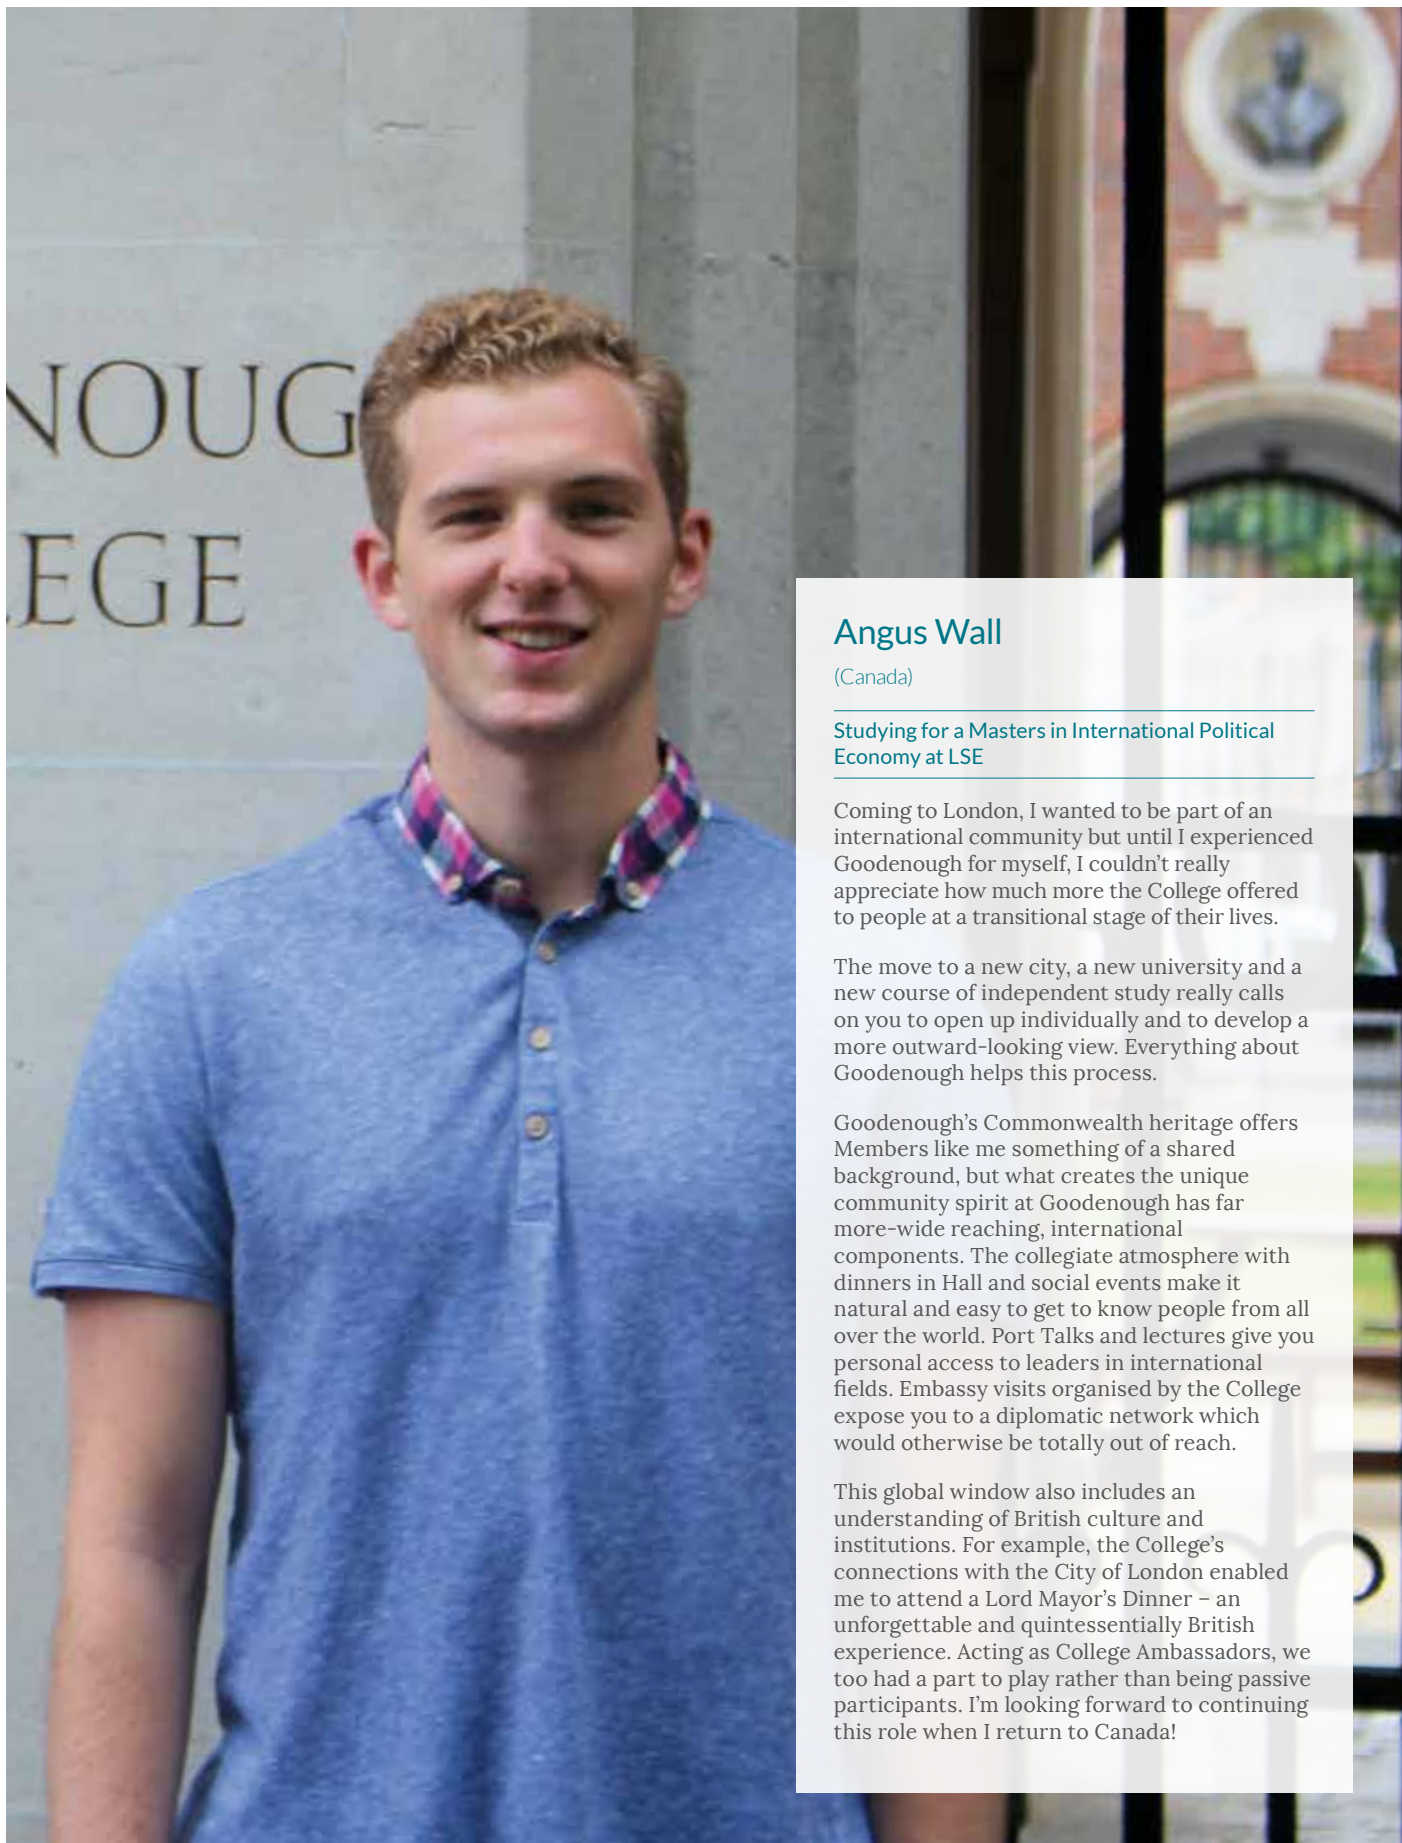 NOUG
EGE
Angus Wall
(Canada)
Studying for a Masters in International Political
Economy at LSE
Coming to London, I wanted to be part of an
international community but until I experienced
Goodenough for myself, I couldn’t really
appreciate how much more the College offered
to people at a transitional stage of their lives.
The move to a new city, a new university and a
new course of independent study really calls
on you to open up individually and to develop a
more outward-looking view. Everything about
Goodenough helps this process.
Goodenough’s Commonwealth heritage offers
Members like me something of a shared
background, but what creates the unique
community spirit at Goodenough has far
more-wide reaching, international
components. The collegiate atmosphere with
dinners in Hall and social events make it
natural and easy to get to know people from all
over the world. Port Talks and lectures give you
personal access to leaders in international
fields. Embassy visits organised by the College
expose you to a diplomatic network which
would otherwise be totally out of reach.
This global window also includes an
understanding of British culture and
institutions. For example, the College’s
connections with the City of London enabled
me to attend a Lord Mayor’s Dinner – an
unforgettable and quintessentially British
experience. Acting as College Ambassadors, we
too had a part to play rather than being passive
participants. I’m looking forward to continuing
this role when I return to Canada!